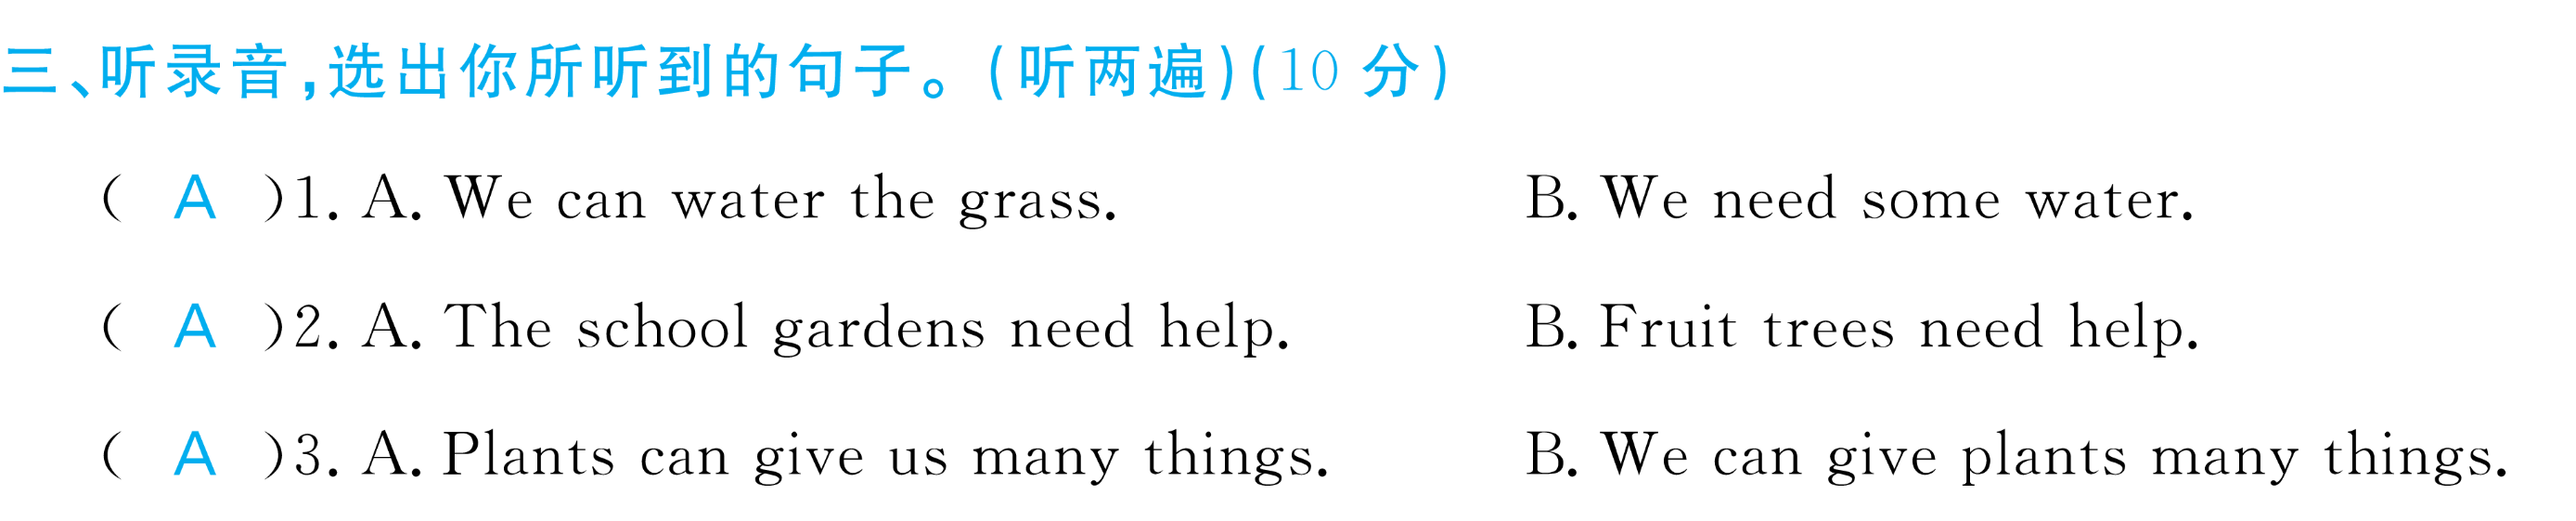 三、听录音,选出你所听到的句子。(听两遍)(10 分)
( A )1. A. We can water the grass. B. We need some water.
( A )2. A. The school gardens need help. B. Fruit trees need help.
( A )3. A. Plants can give us many things. B. We can give plants many things.